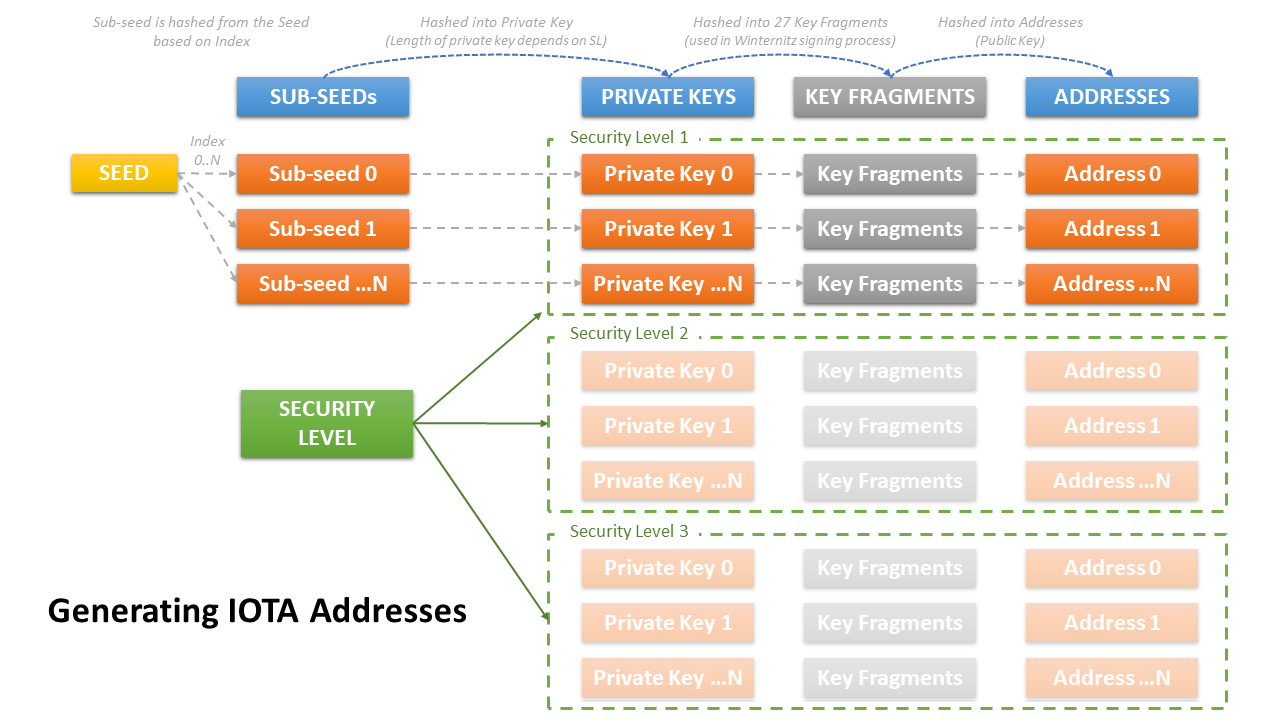 Sub-seed is hashed from the Seed
based on Index
Hashed into Private Key
(Length of private key depends on SL)
Hashed into 27 Key Fragments
(used in Winternitz signing process)
Hashed into Addresses
(Public Key)
SUB-SEEDs
PRIVATE KEYS
KEY FRAGMENTS
ADDRESSES
Index
0..N
SEED
Security Level 1
Sub-seed 0
Private Key 0
Key Fragments
Address 0
Sub-seed 1
Private Key 1
Key Fragments
Address 1
Sub-seed ...N
Private Key ...N
Key Fragments
Address ...N
SECURITY
LEVEL
Security Level 2
Private Key 0
Key Fragments
Address 0
Private Key 1
Key Fragments
Address 1
Private Key ...N
Key Fragments
Address ...N
Security Level 3
Private Key 0
Key Fragments
Address 0
Private Key 1
Key Fragments
Address 1
Private Key ...N
Key Fragments
Address ...N
Generating IOTA Addresses